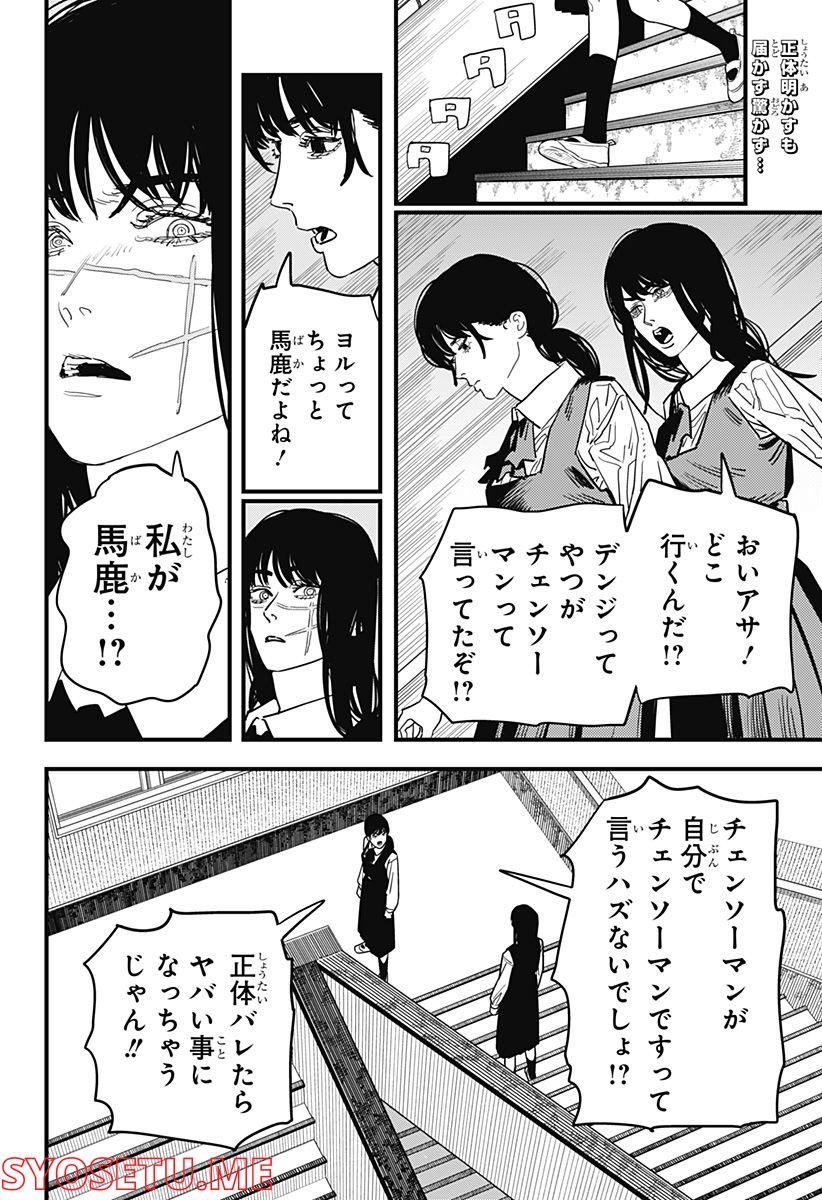 正体明かすも
届かず驚かず…
タタタタタ
おいアサ!
どこ
行くんだ!?
デンジって
やつが
チェンソー
マンって
言ってたぞ!?
ヨルって
ちょっと
馬鹿だよね!
私が
馬鹿…!?
チェンソーマンが
自分で
チェンソーマンですって
言うハズないでしょ!?
正体バレたら
ヤバい事に
なっちゃう
じゃん!!
SYOSETU.ME